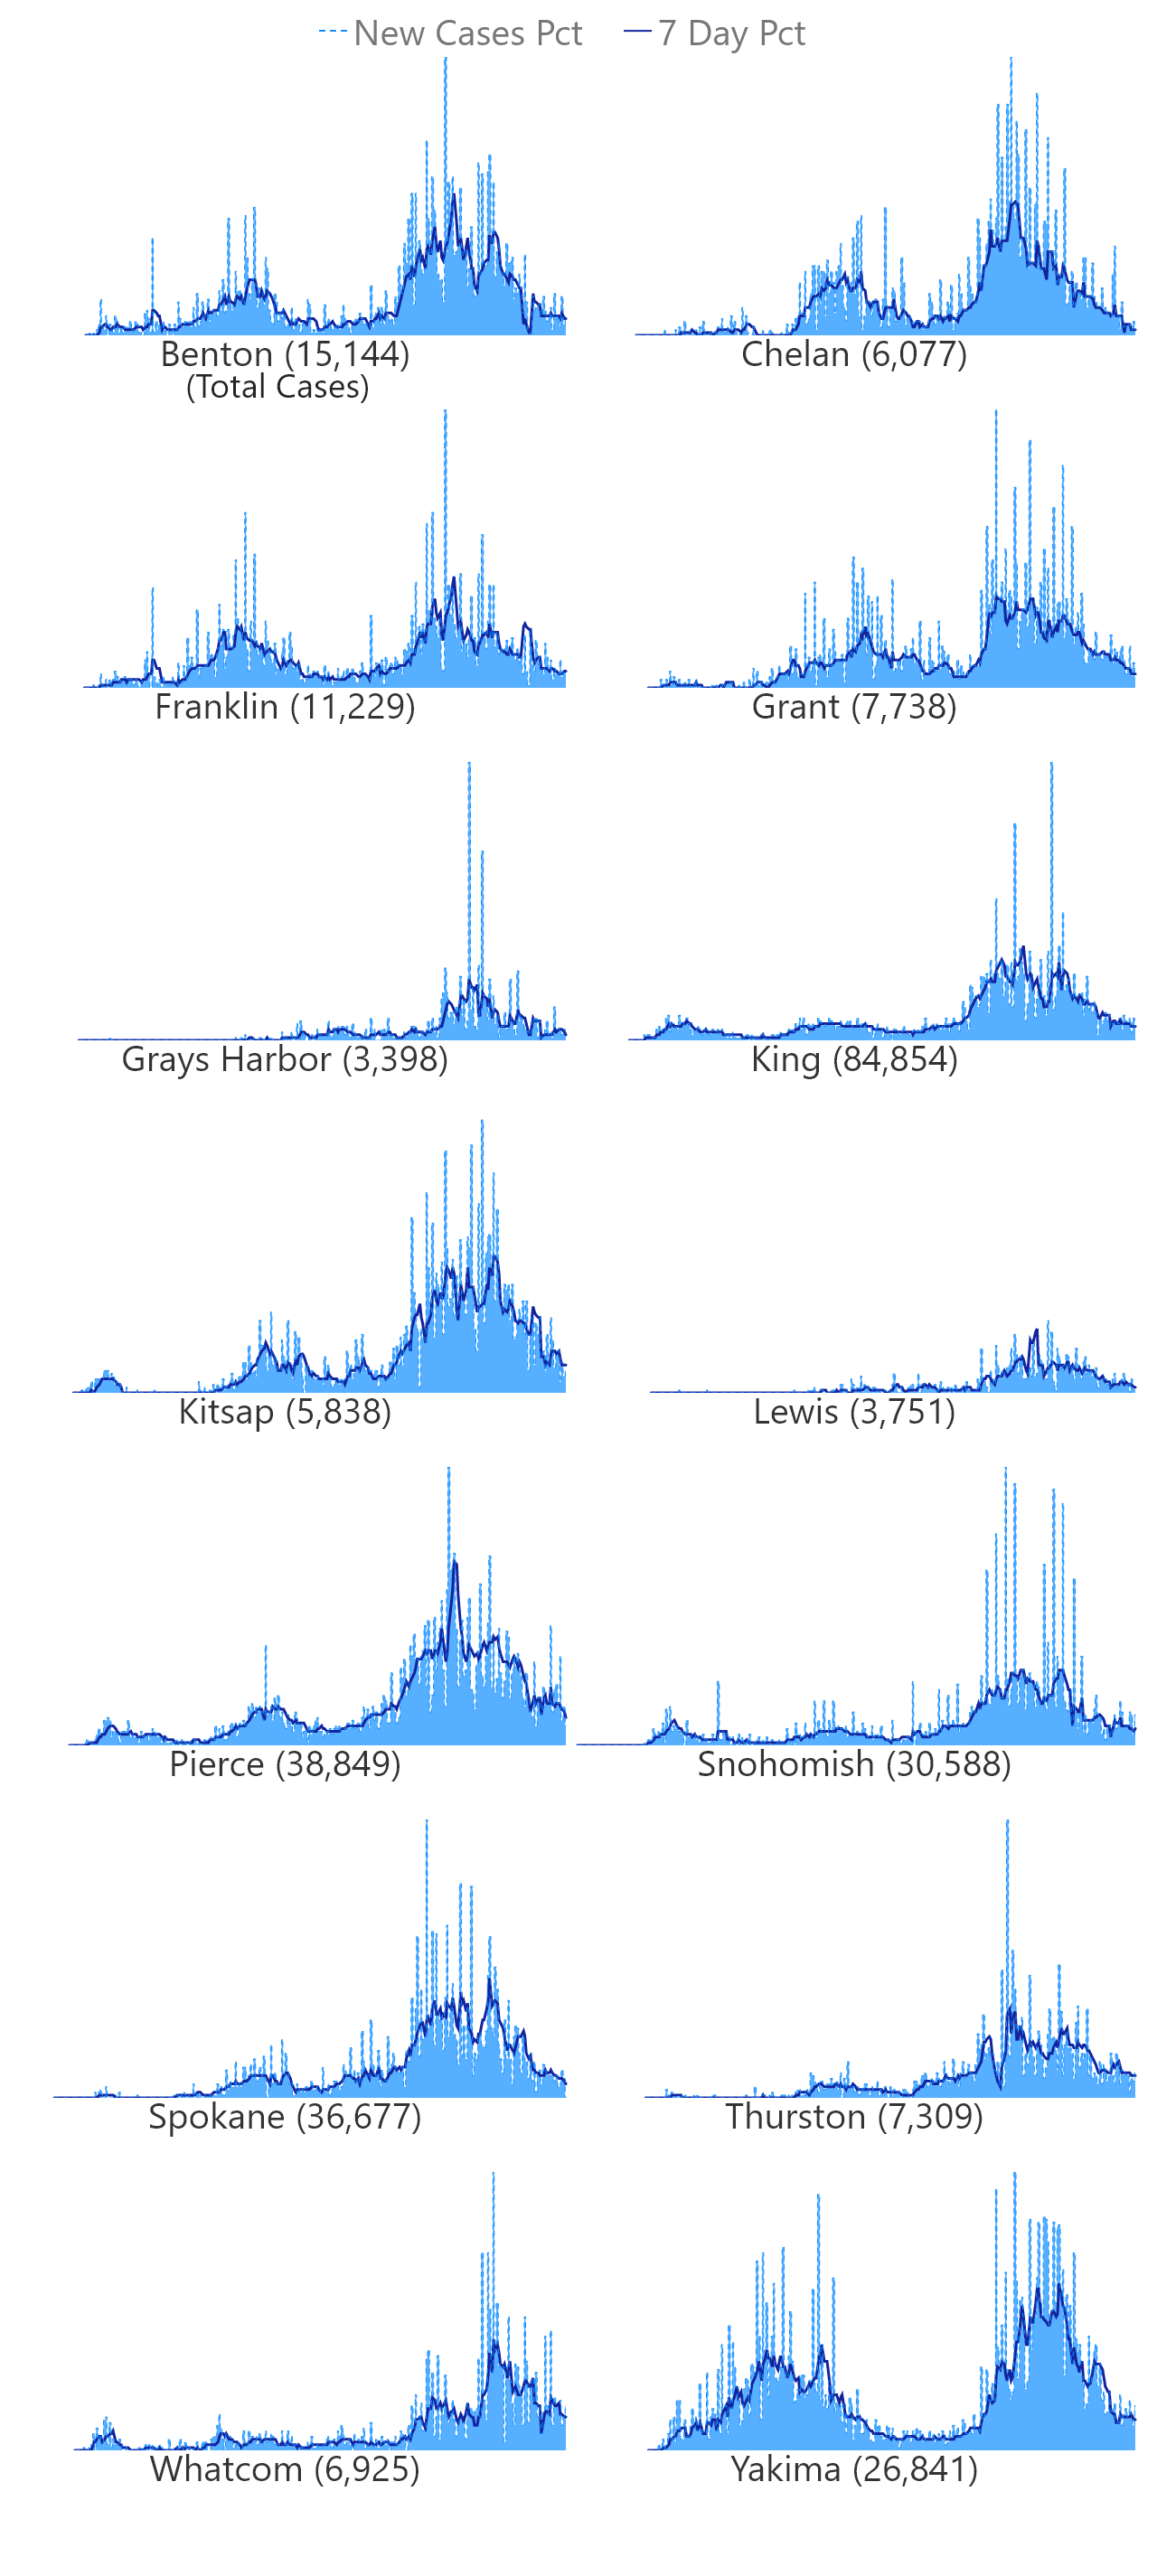 New Cases Pct 7 Day Pct
Benton (15,144) Chelan (6,077)
(Total Cases)
Franklin (11,229) Grant (7,738)
Grays Harbor (3,398) King (84,854)
Kitsap (5,838) Lewis (3,751)
Pierce (38,849) Snohomish (30,588)
Spokane (36,677) Thurston (7,309)
Whatcom (6,925) Yakima (26,841)